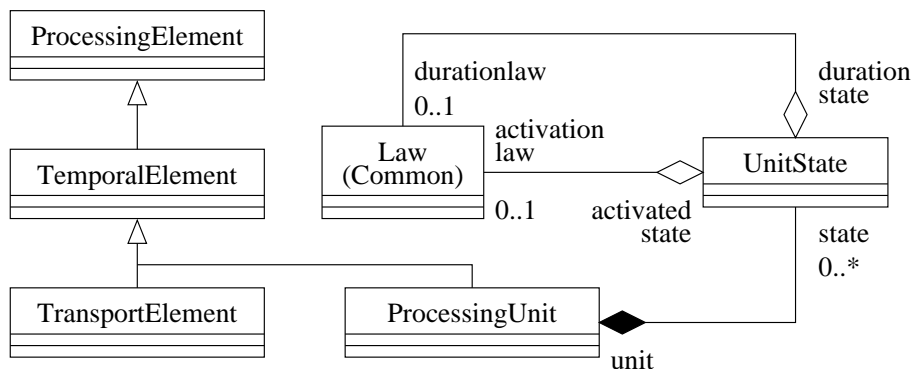 ProcessingElement
durationlaw
0..1
duration
state
TemporalElement
Law
(Common)
activation
law
0..1
activated
state
UnitState
state
0..*
TransportElement
ProcessingUnit
unit